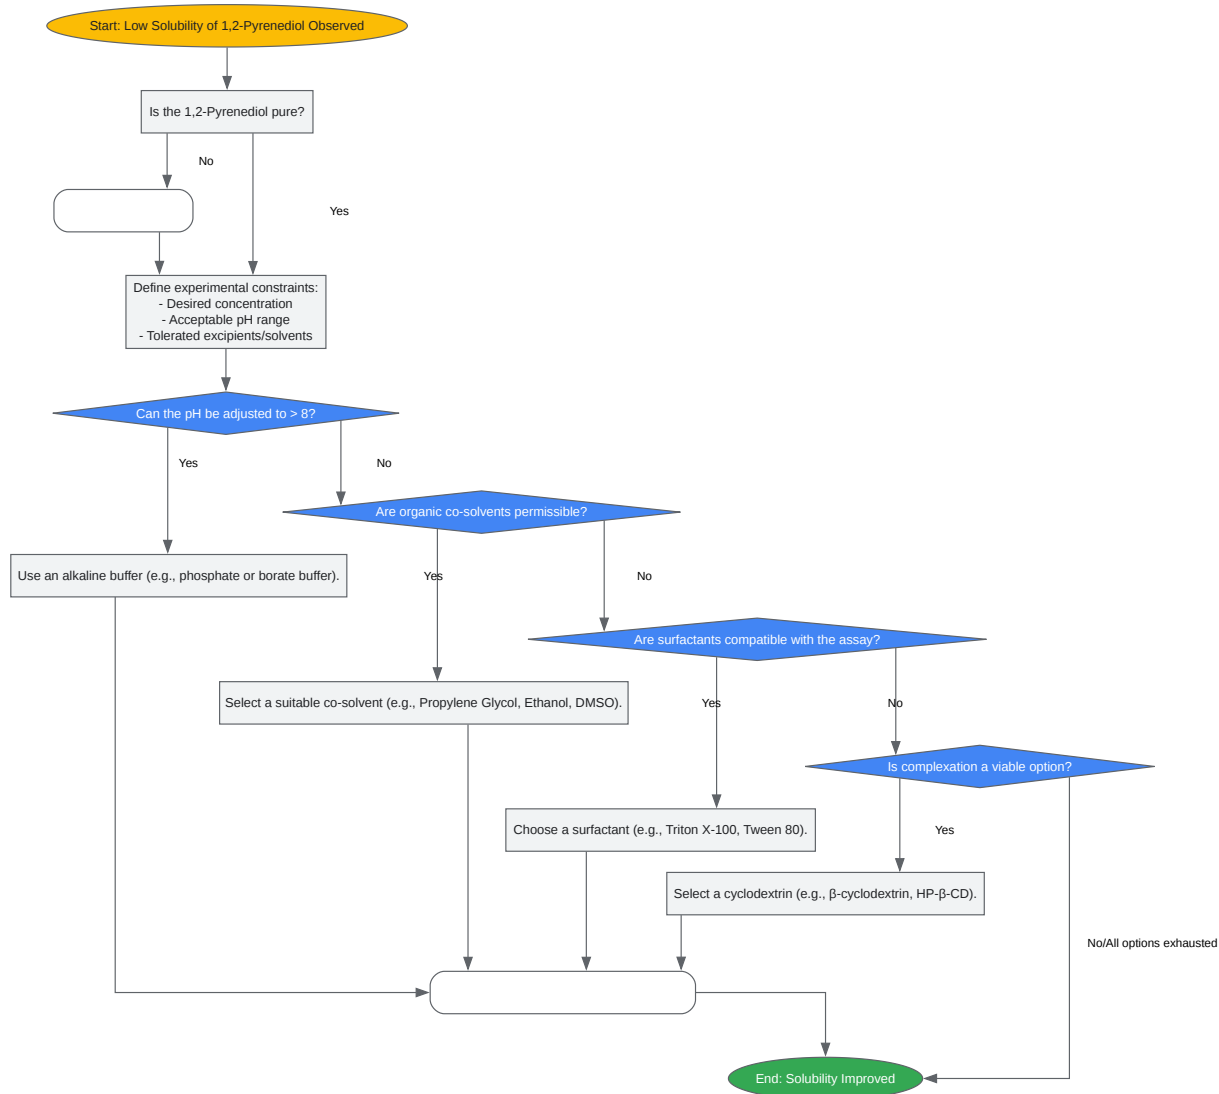 Start: Low Solubility of 1,2-Pyrenediol Observed
Is the 1,2-Pyrenediol pure?
No
Yes
Define experimental constraints:
- Desired concentration
- Acceptable pH range
- Tolerated excipients/solvents
Can the pH be adjusted to > 8?
Yes
No
Are organic co-solvents permissible?
Use an alkaline buffer (e.g., phosphate or borate buffer).
Yes
No
Are surfactants compatible with the assay?
Select a suitable co-solvent (e.g., Propylene Glycol, Ethanol, DMSO).
Yes
No
Is complexation a viable option?
Choose a surfactant (e.g., Triton X-100, Tween 80).
Yes
Select a cyclodextrin (e.g., β-cyclodextrin, HP-β-CD).
No/All options exhausted
End: Solubility Improved